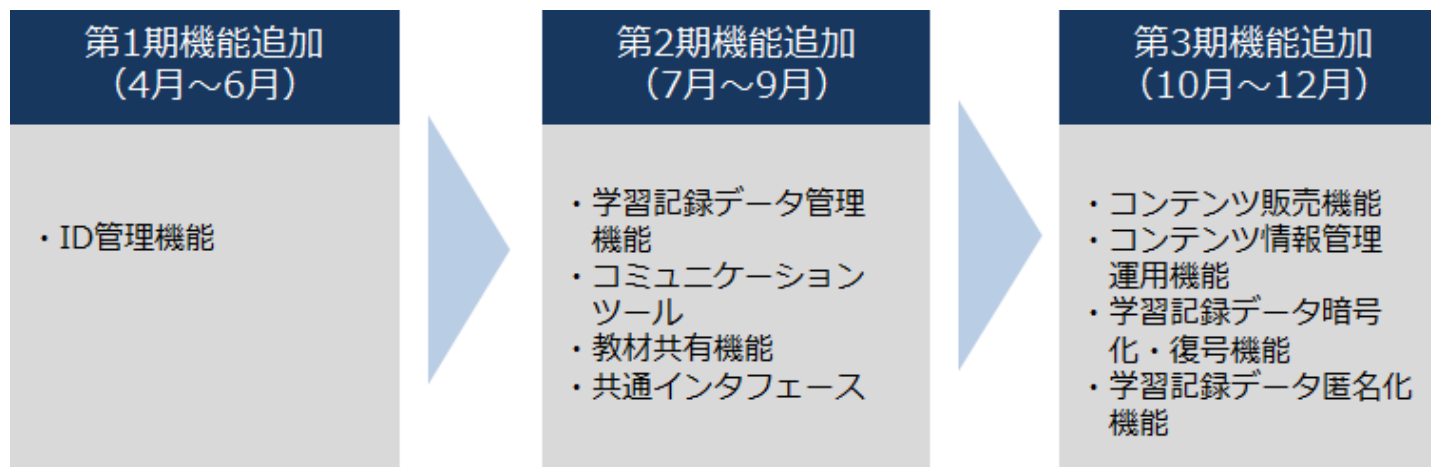 第1期機能追加
（4月～6月）
・ID管理機能
第2期機能追加
（7月～9月）
・学習記録データ管理
機能
・コミュニケーション
ツール
・教材共有機能
・共通インタフェース
第3期機能追加
（10月～12月）
・コンテンツ販売機能
・コンテンツ情報管理
運用機能
・学習記録データ暗号
化・復号機能
・学習記録データ匿名化
機能